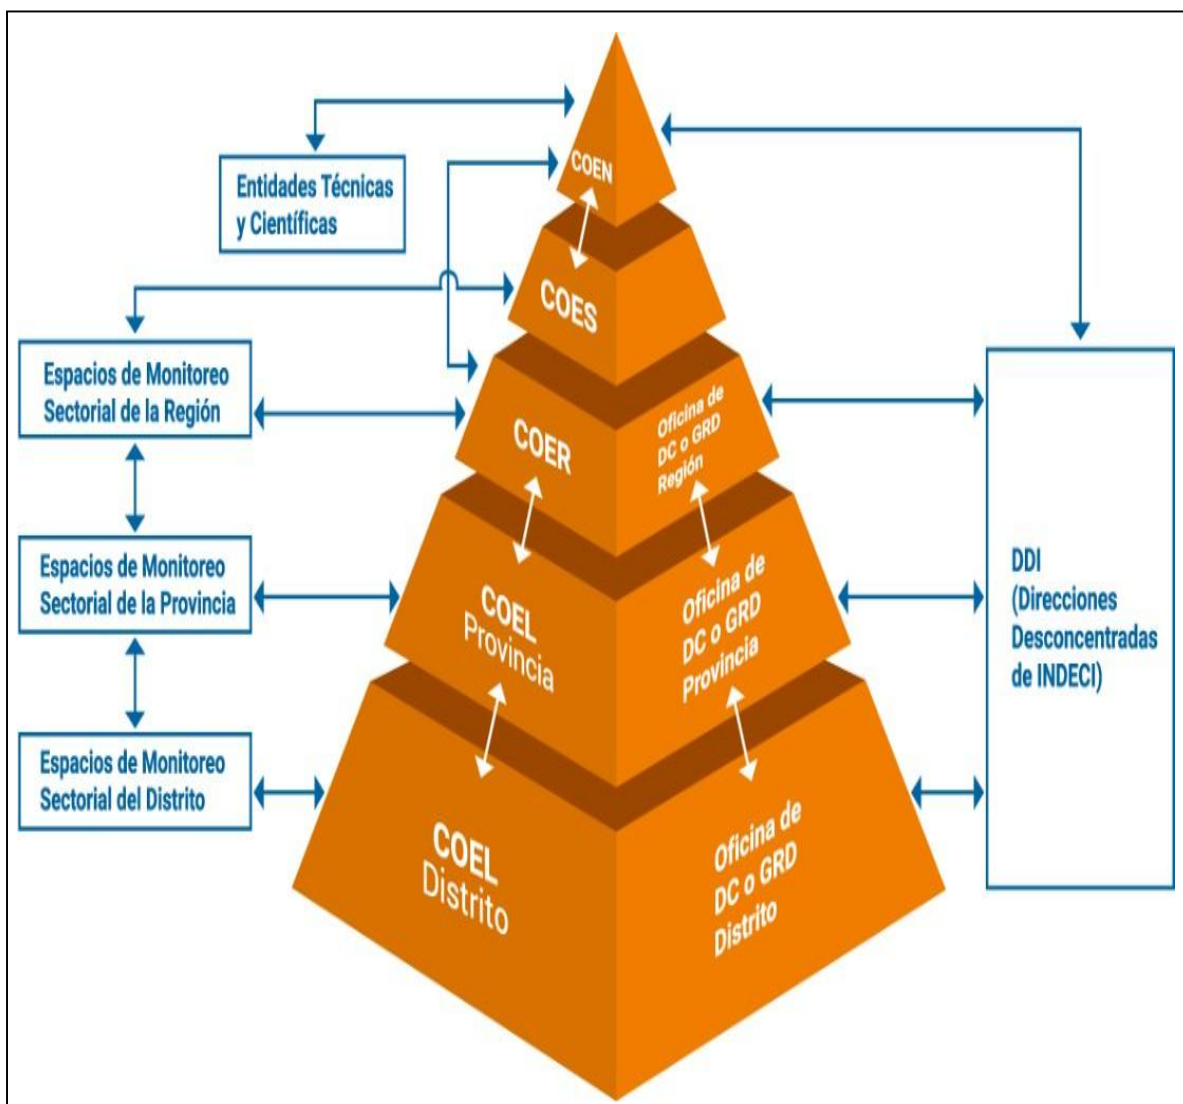 COEN
Entidades Técnicas
y Científicas
COES
Espacios de Monitoreo
Sectorial de la Región
COER
Oficina de
DC o GRD
Región
Espacios de Monitoreo
Sectorial de la Provincia
COEL
Provincia
Oficina de
DC o GRD
Provincia
DDI
(Direcciones
Desconcentradas
de INDECI)
Espacios de Monitoreo
Sectorial del Distrito
COEL
Distrito
Oficina de
DC o GRD
Distrito